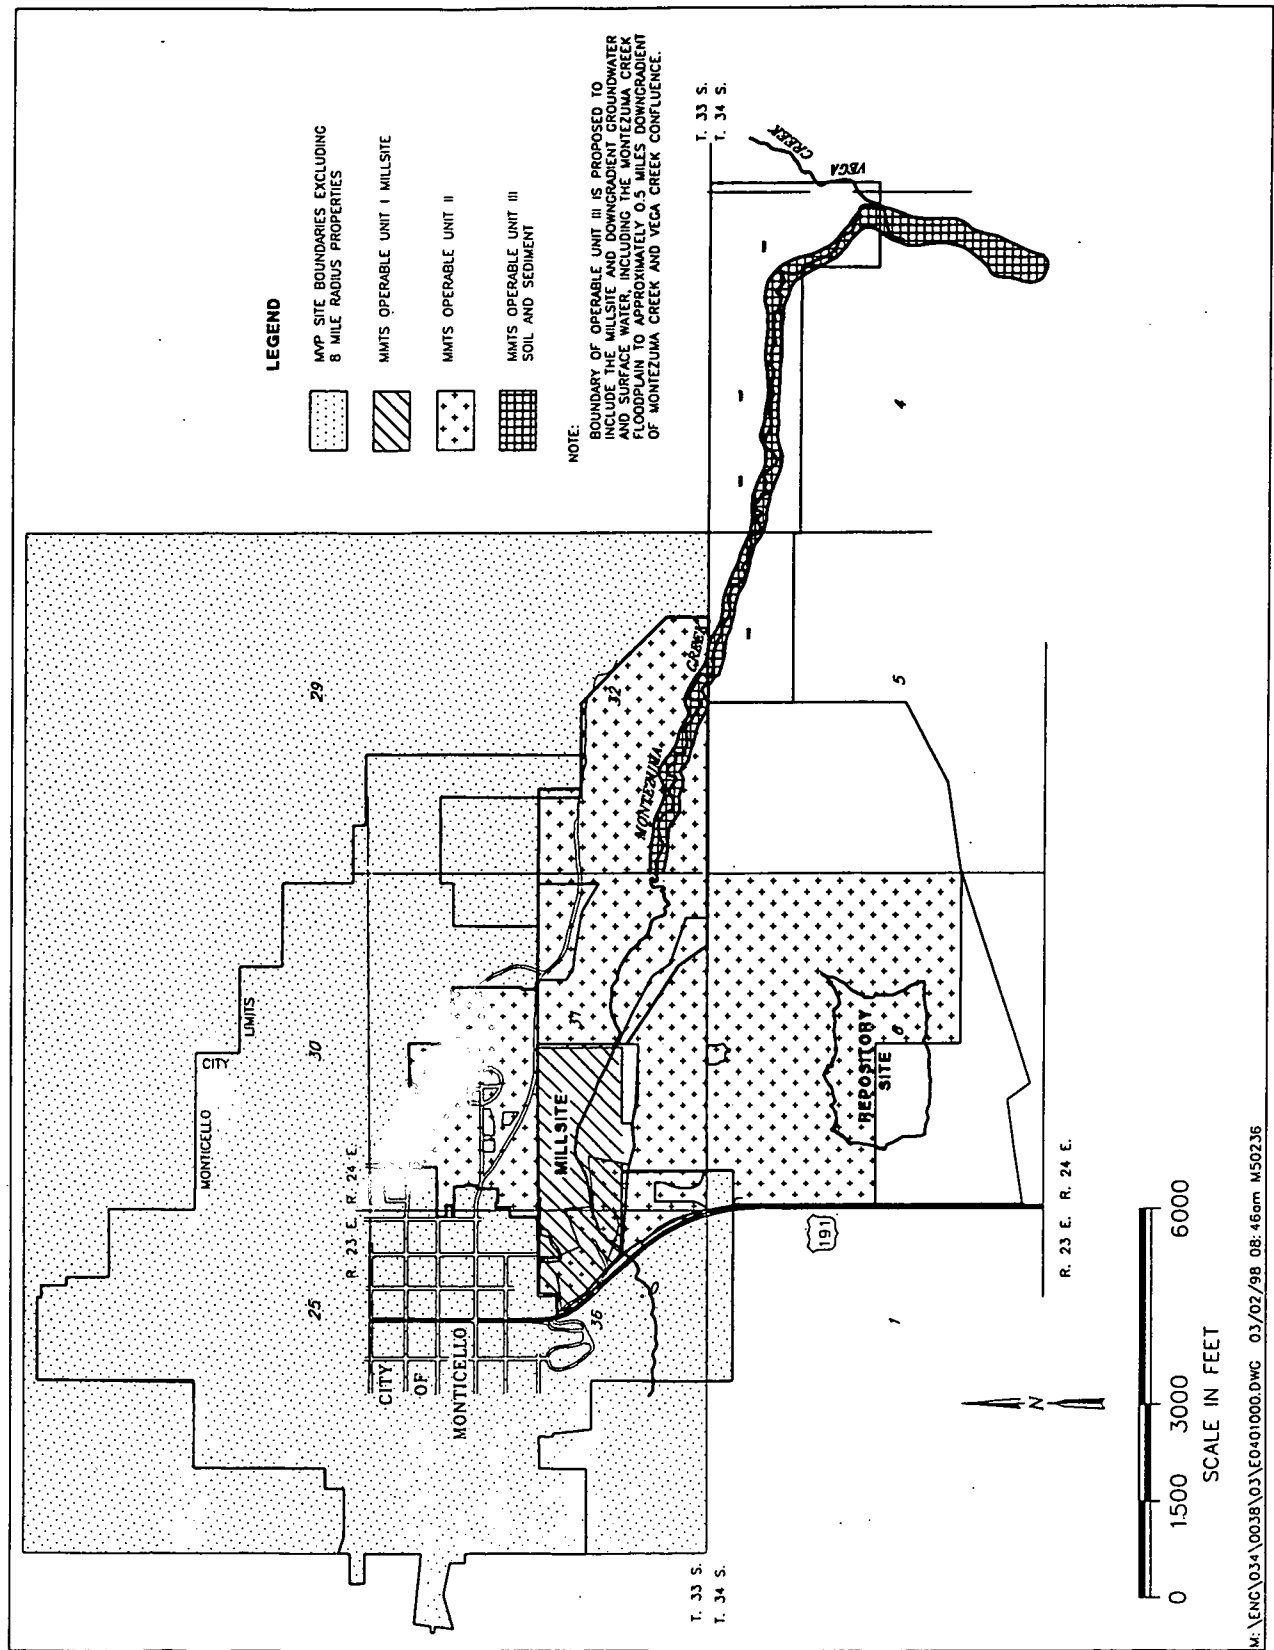 LEGEND
MVP SITE BOUNDARIES EXCLUDING
8 MILE RADIUS PROPERTIES
MMTS OPERABLE UNIT I MILLSITE
MMTS OPERABLE UNIT II
MMTS OPERABLE UNIT III
SOIL AND SEDIMENT
NOTE:
BOUNDARY OF OPERABLE UNIT III IS PROPOSED TO
INCLUDE THE MILLSITE AND DOWNGRADIENT GROUNDWATER
AND SURFACE WATER, INCLUDING THE MONTEZUMA CREEK
FLOODPLAIN TO APPROXIMATELY 0.5 MILES DOWNGRADIENT
OF MONTEZUMA CREEK AND VEGA CREEK CONFLUENCE.
MONTICELLO
CITY
LIMITS
25
30
29
R. 23 E.
R. 24 E.
CITY
OF
MONTICELLO
MILLSITE
36
31
32
MONTEZUMA
CREEK
T. 33 S.
T. 34 S.
T. 33 S.
T. 34 S.
VEGA
CREEK
191
REPOSITORY
SITE
1
6
5
4
R. 23 E.
R. 24 E.
N
0
1500
3000
6000
SCALE IN FEET
M:\ENG\034\0038\03\E0401000.DWG 03/02/98 08:46am M50236